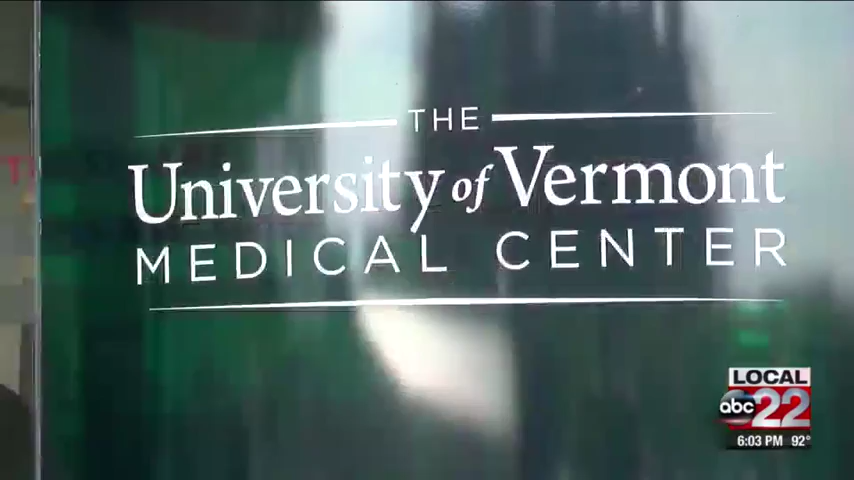 THE
University of Vermont
MEDICAL CENTER
LOCAL
abc 22
6:03 PM 92°